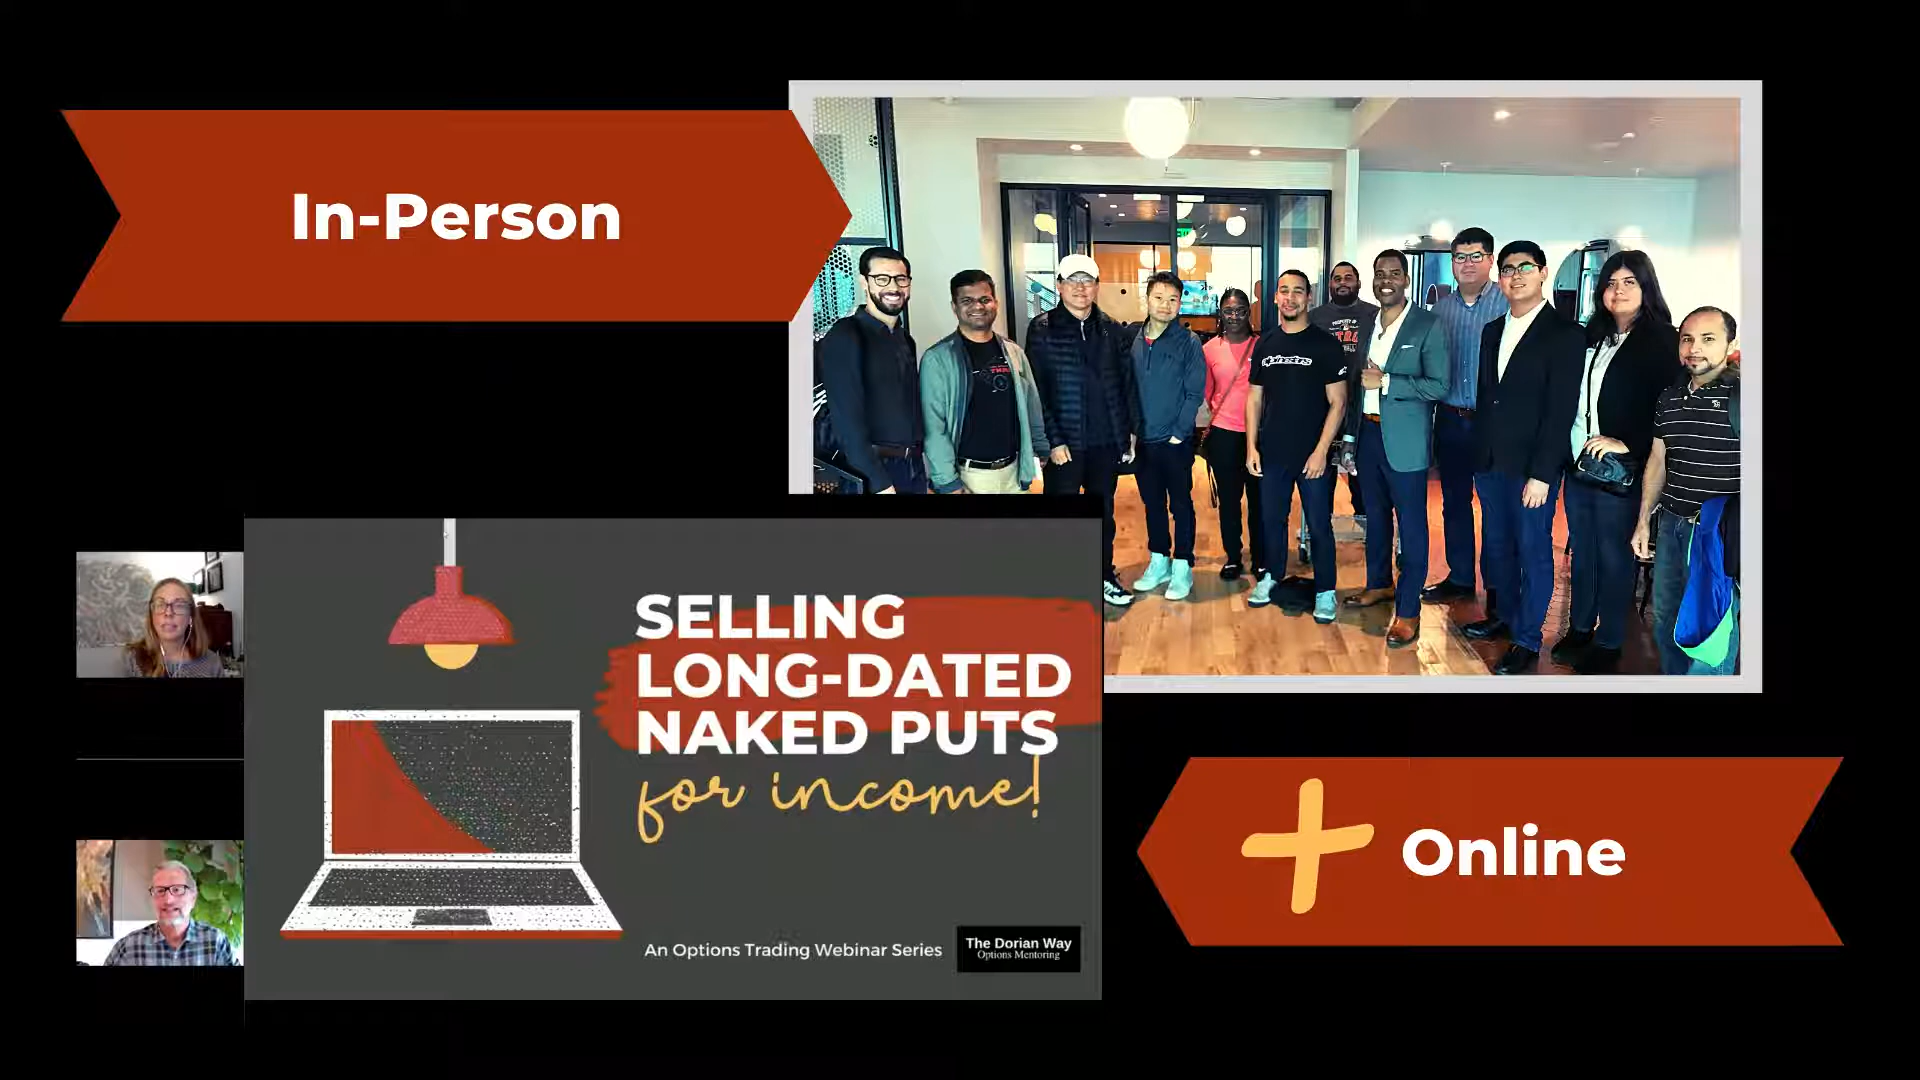 In-Person
SELLING
LONG-DATED
NAKED PUTS
for income!
An Options Trading Webinar Series
The Dorian Way
Options Mentoring
+ Online